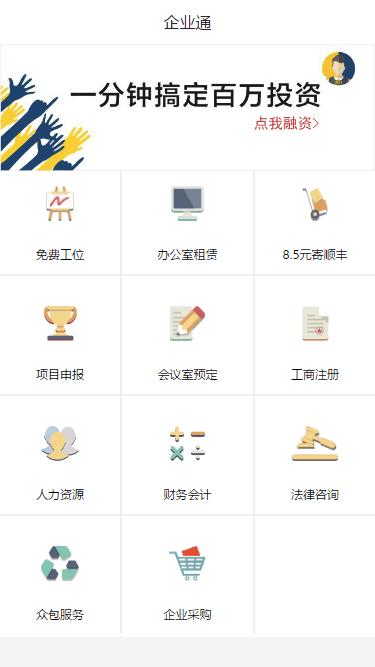 企业通
一分钟搞定百万投资
点我融资>
免费工位
办公室租赁
8.5元寄顺丰
项目申报
会议室预定
工商注册
人力资源
财务会计
法律咨询
众包服务
企业采购